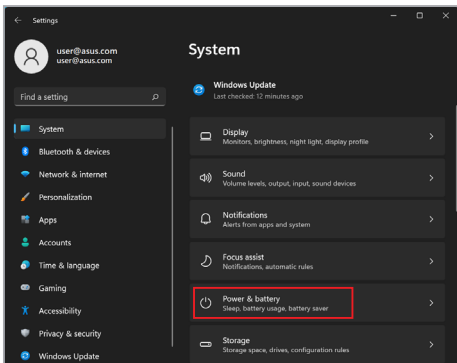 Settings
user@asus.com
user@asus.com
Find a setting
System
Bluetooth & devices
Network & internet
Personalization
Apps
Accounts
Time & language
Gaming
Accessibility
Privacy & security
Windows Update
System
Windows Update
Last checked: 12 minutes ago
Display
Monitors, brightness, night light, display profile
Sound
Volume levels, output, input, sound devices
Notifications
Alerts from apps and system
Focus assist
Notifications, automatic rules
Power & battery
Sleep, battery usage, battery saver
Storage
Storage space, drives, configuration rules